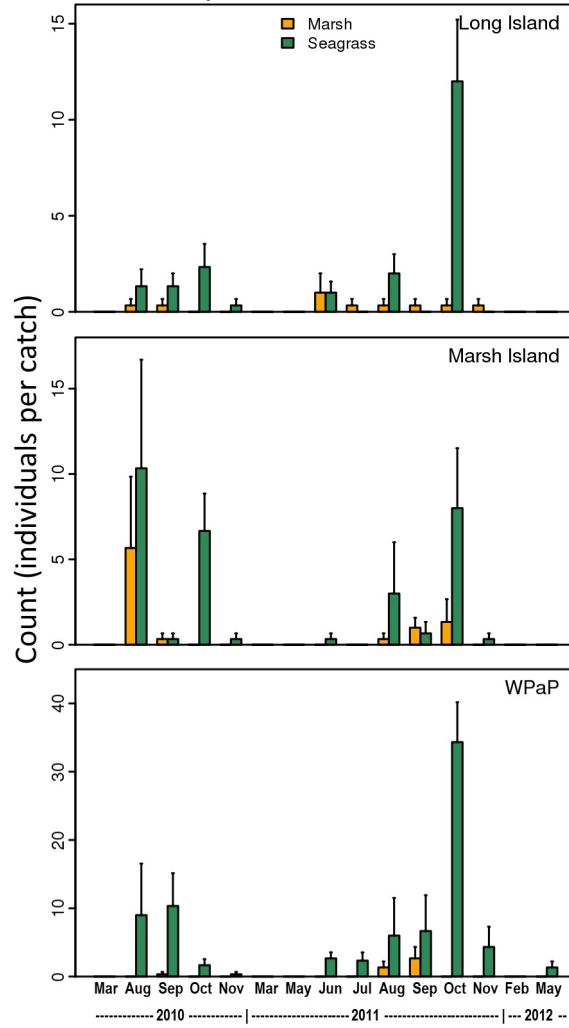 Marsh
Seagrass
Long Island
15
10
5
0
Marsh Island
15
10
5
0
Count (individuals per catch)
WPaP
40
30
20
10
0
Mar Aug Sep Oct Nov Mar May Jun Jul Aug Sep Oct Nov Feb May
------------ 2010 -----------|----------------------- 2011 -----------------------|--- 2012 --